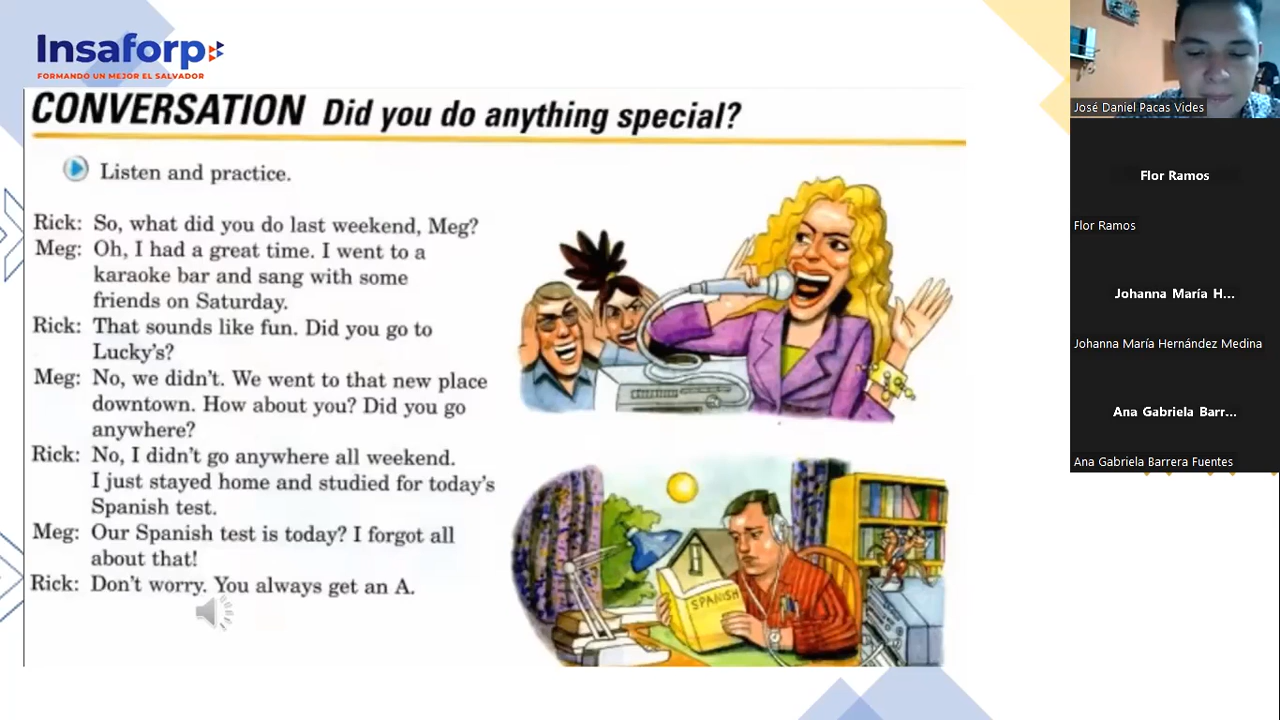 Insaforp
FORMANDO UN MEJOR EL SALVADOR
CONVERSATION Did you do anything special?
Listen and practice.
Rick: So, what did you do last weekend, Meg?
Meg: Oh, I had a great time. I went to a
karaoke bar and sang with some
friends on Saturday.
Rick: That sounds like fun. Did you go to
Lucky's?
Meg: No, we didn't. We went to that new place
downtown. How about you? Did you go
anywhere?
Rick: No, I didn't go anywhere all weekend.
I just stayed home and studied for today's
Spanish test.
Meg: Our Spanish test is today? I forgot all
about that!
Rick: Don't worry. You always get an A.
SPANISH
José Daniel Pacas Vides
Flor Ramos
Flor Ramos
Johanna María H...
Johanna María Hernández Medina
Ana Gabriela Barr...
Ana Gabriela Barrera Fuentes